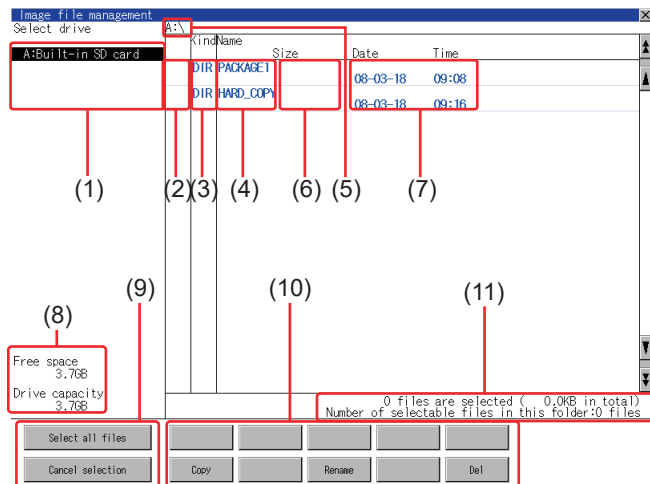 Image file management
Select drive
A:\
Kind Name
Size Date Time
A:Built-in SD card
DIR PACKAGE1
08-03-18 09:08
DIR HARD_COPY
08-03-18 09:16
(1) (2) (3) (4) (6) (5) (7)
(9) (10) (11)
(8)
Free space
3.7GB
Drive capacity
3.7GB
0 files are selected ( 0.0KB in total)
Number of selectable files in this folder:0 files
Select all files
Cancel selection Copy Rename Del